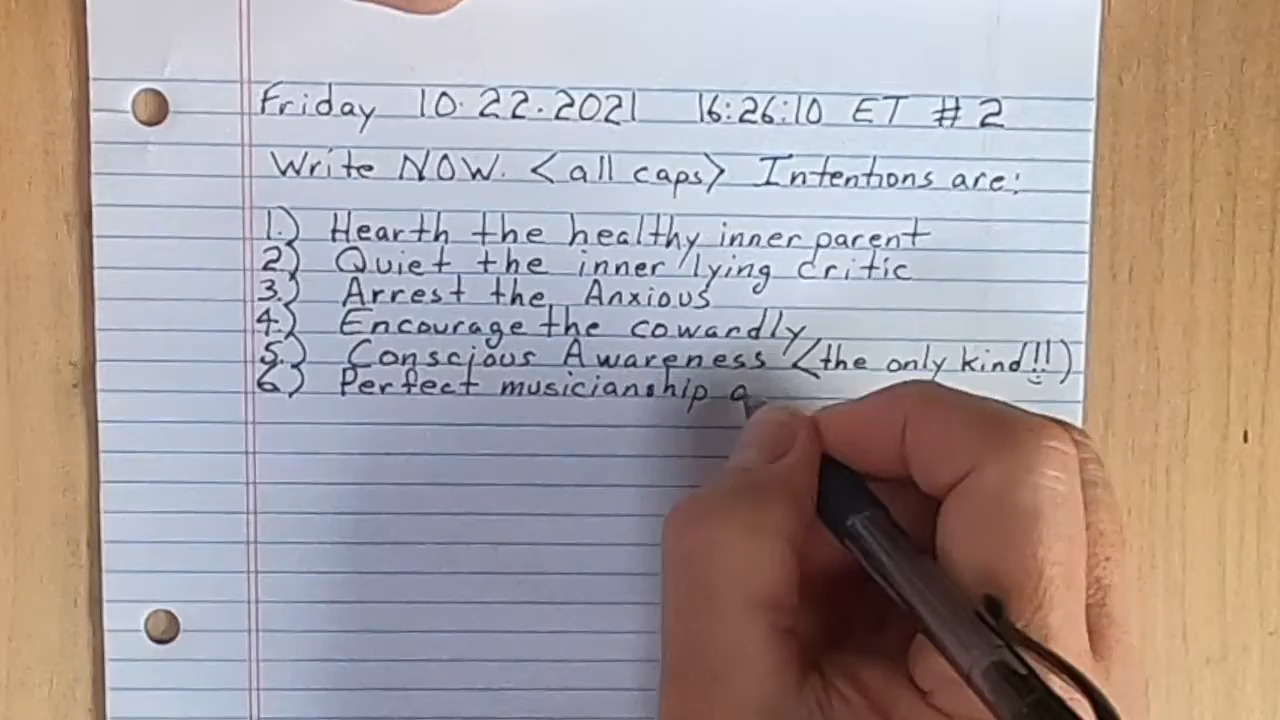 Friday 10.22.2021 16:26:10 ET #2
Write NOW. <all caps> Intentions are:
1.) Hearth the healthy inner parent
2.) Quiet the inner lying critic
3.) Arrest the Anxious
4.) Encourage the cowardly
5.) Conscious Awareness (the only kind!!)
6.) Perfect musicianship a